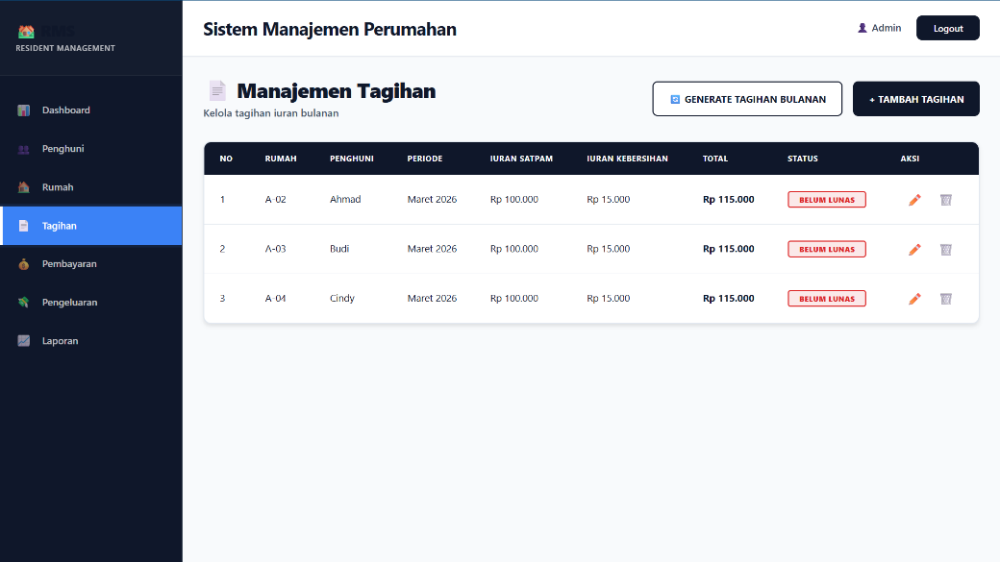 RMS
RESIDENT MANAGEMENT
Dashboard
Penghuni
Rumah
Tagihan
Pembayaran
Pengeluaran
Laporan
Sistem Manajemen Perumahan
Admin
Logout
Manajemen Tagihan
Kelola tagihan iuran bulanan
GENERATE TAGIHAN BULANAN
+ TAMBAH TAGIHAN
NO RUMAH PENGHUNI PERIODE IURAN SATPAM IURAN KEBERSIHAN TOTAL STATUS AKSI
1 A-02 Ahmad Maret 2026 Rp 100.000 Rp 15.000 Rp 115.000 BELUM LUNAS
2 A-03 Budi Maret 2026 Rp 100.000 Rp 15.000 Rp 115.000 BELUM LUNAS
3 A-04 Cindy Maret 2026 Rp 100.000 Rp 15.000 Rp 115.000 BELUM LUNAS